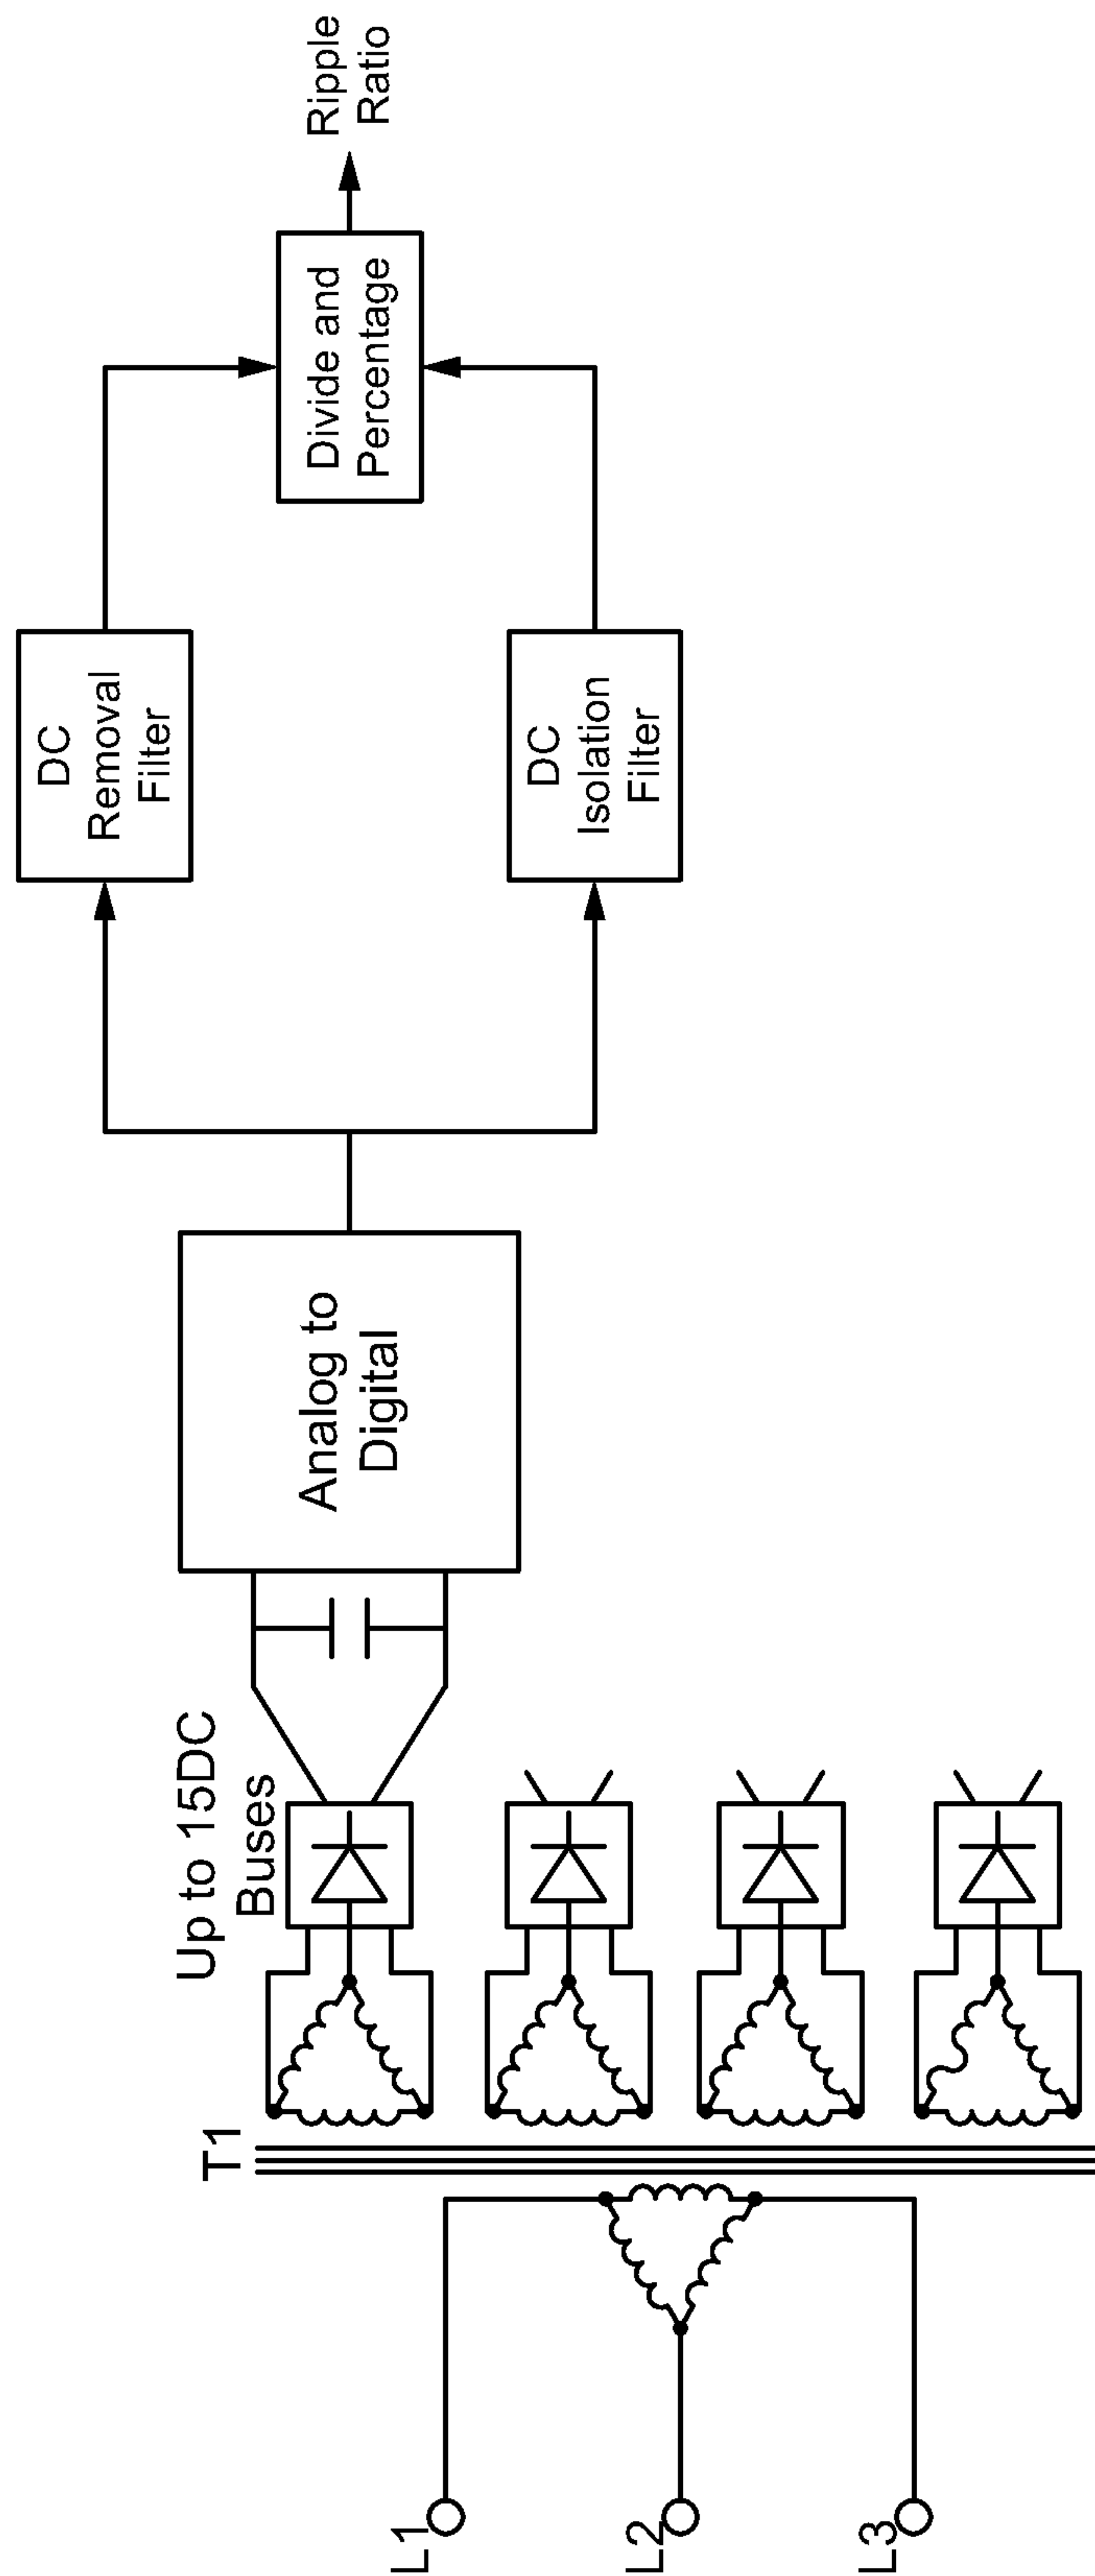 L1
L2
L3
T1
Up to 15DC
Buses
Analog to
Digital
DC
Removal
Filter
DC
Isolation
Filter
Divide and
Percentage
Ripple
Ratio